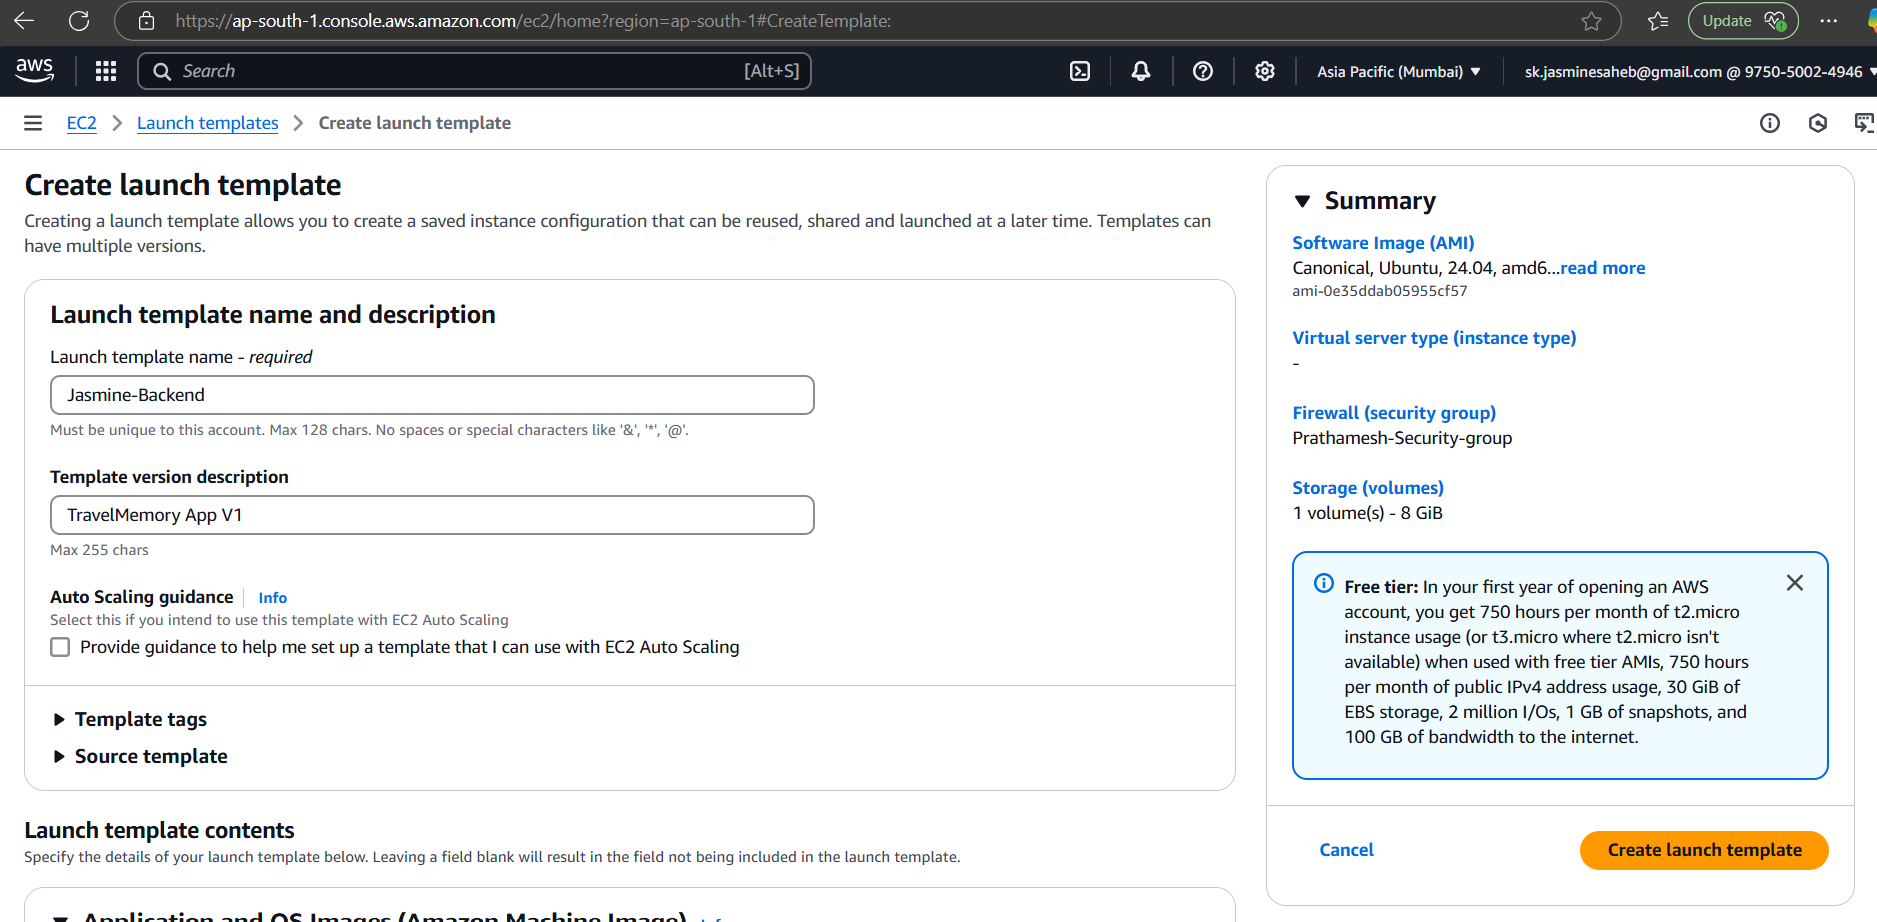 https://ap-south-1.console.aws.amazon.com/ec2/home?region=ap-south-1#CreateTemplate:
Update
aws
Search
[Alt+S]
Asia Pacific (Mumbai)
sk.jasminesaheb@gmail.com @ 9750-5002-4946
EC2
Launch templates
Create launch template
Create launch template
Creating a launch template allows you to create a saved instance configuration that can be reused, shared and launched at a later time. Templates can
have multiple versions.
Launch template name and description
Launch template name - required
Jasmine-Backend
Must be unique to this account. Max 128 chars. No spaces or special characters like '&', '*', '@'.
Template version description
TravelMemory App V1
Max 255 chars
Auto Scaling guidance
Info
Select this if you intend to use this template with EC2 Auto Scaling
Provide guidance to help me set up a template that I can use with EC2 Auto Scaling
Template tags
Source template
Launch template contents
Specify the details of your launch template below. Leaving a field blank will result in the field not being included in the launch template.
Application and OS Images (Amazon Machine Image)
Summary
Software Image (AMI)
Canonical, Ubuntu, 24.04, amd6...read more
ami-0e35ddab05955cf57
Virtual server type (instance type)
-
Firewall (security group)
Prathamesh-Security-group
Storage (volumes)
1 volume(s) - 8 GiB
Free tier: In your first year of opening an AWS
account, you get 750 hours per month of t2.micro
instance usage (or t3.micro where t2.micro isn't
available) when used with free tier AMIs, 750 hours
per month of public IPv4 address usage, 30 GiB of
EBS storage, 2 million I/Os, 1 GB of snapshots, and
100 GB of bandwidth to the internet.
Cancel
Create launch template